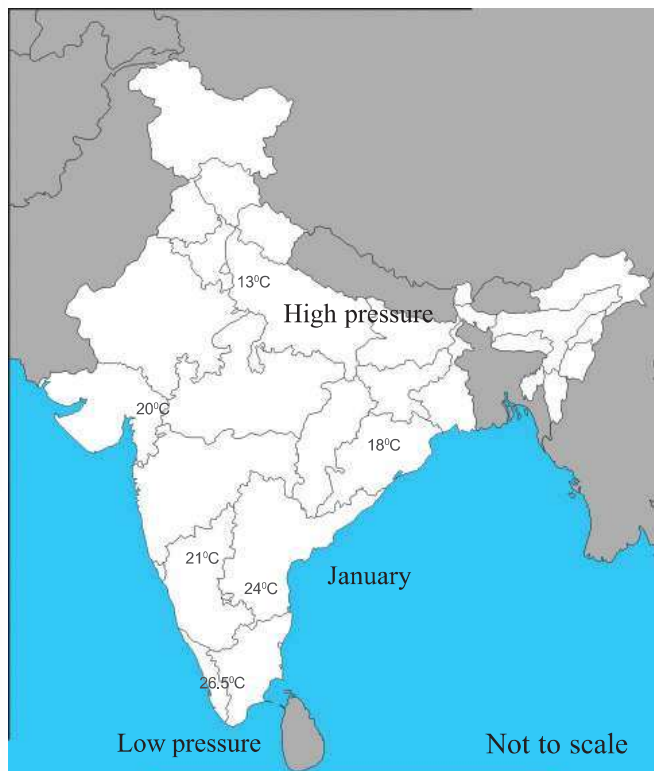 13⁰C
High pressure
20⁰C
18⁰C
21⁰C
January
24⁰C
26.5⁰C
Low pressure
Not to scale